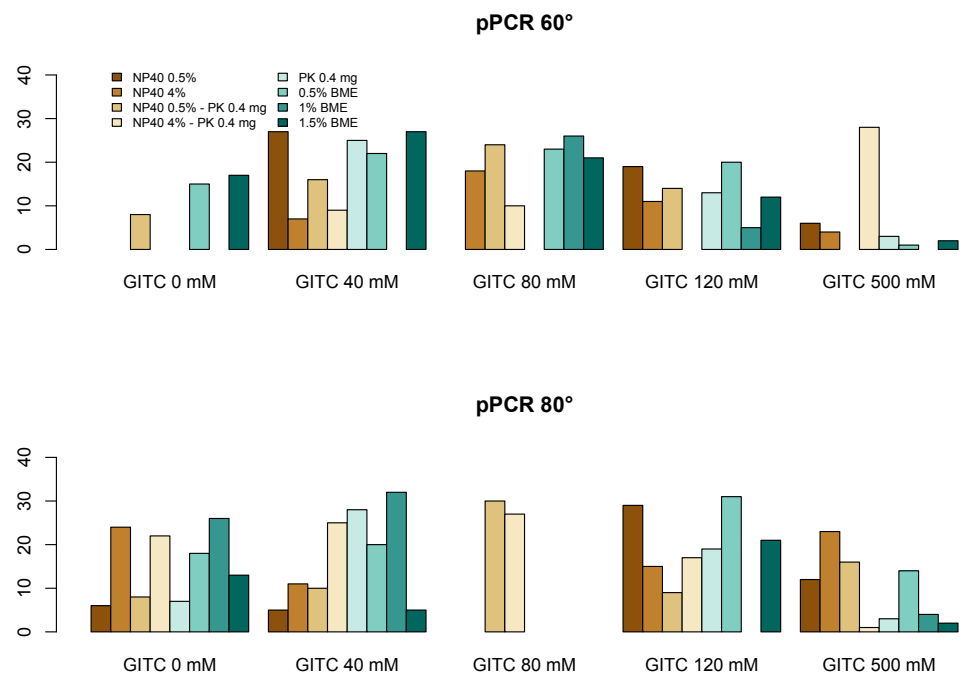 pPCR 60°
40
30
20
10
0
NP40 0.5%
NP40 4%
NP40 0.5% - PK 0.4 mg
NP40 4% - PK 0.4 mg
PK 0.4 mg
0.5% BME
1% BME
1.5% BME
GITC 0 mM GITC 40 mM GITC 80 mM GITC 120 mM GITC 500 mM
pPCR 80°
40
30
20
10
0
GITC 0 mM GITC 40 mM GITC 80 mM GITC 120 mM GITC 500 mM